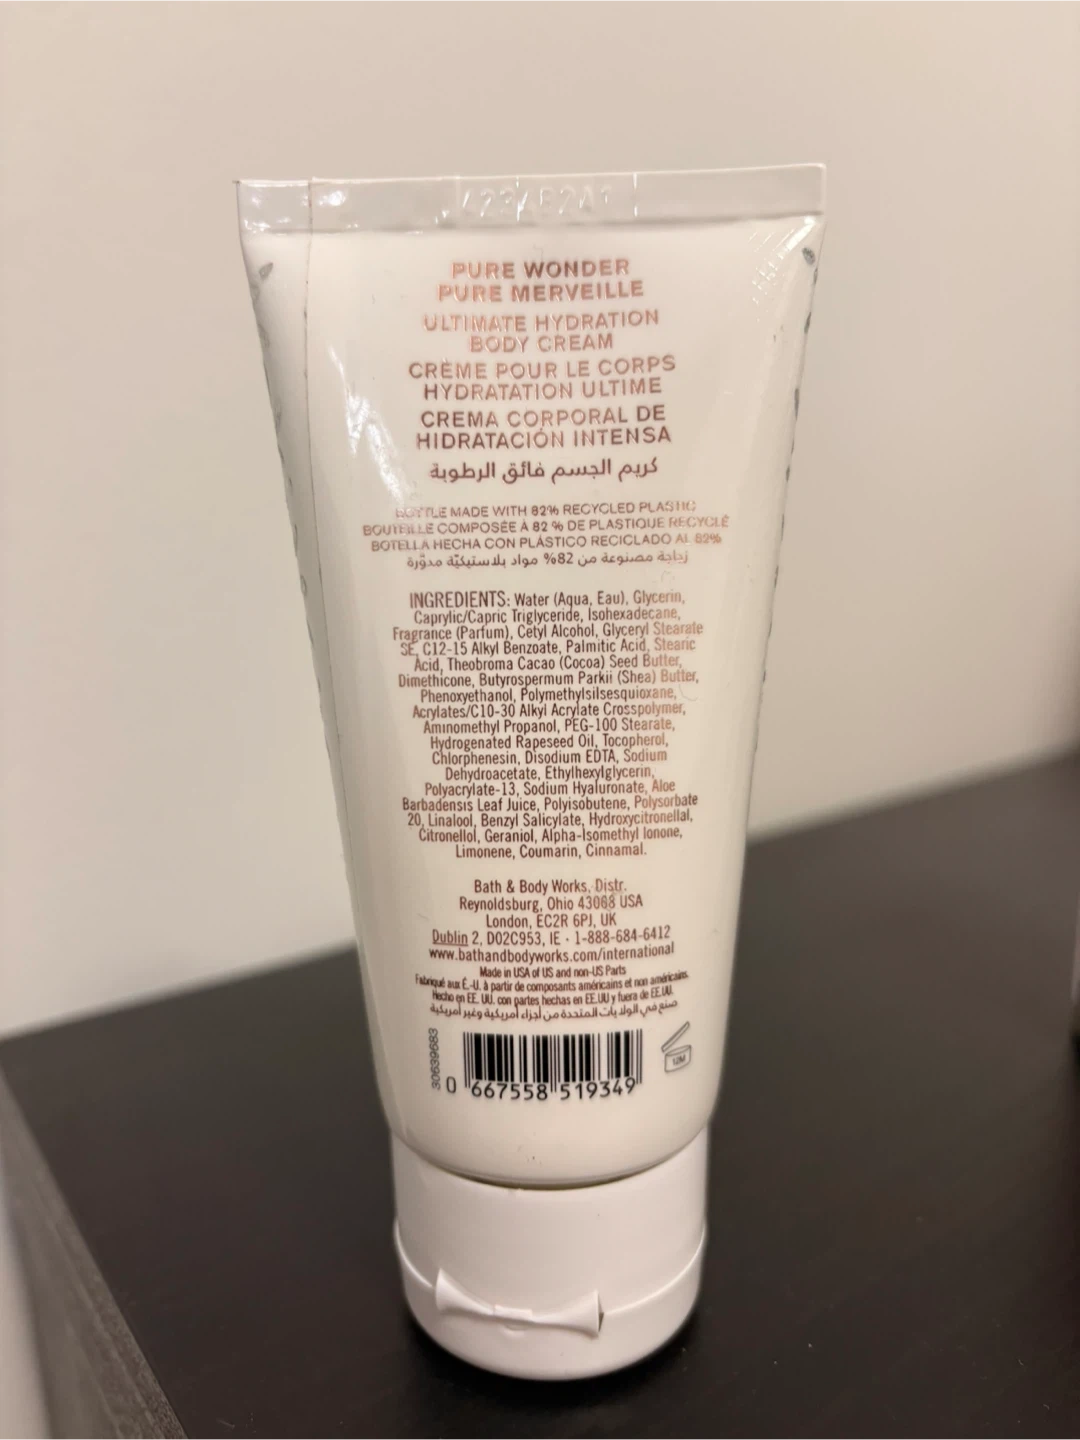 PURE WONDER
PURE MERVEILLE
ULTIMATE HYDRATION
BODY CREAM
CRÈME POUR LE CORPS
HYDRATATION ULTIME
CREMA CORPORAL DE
HIDRATACIÓN INTENSA
كريم الجسم فائق الرطوبة
BOTTLE MADE WITH 82% RECYCLED PLASTIC
BOUTEILLE COMPOSÉE À 82 % DE PLASTIQUE RECYCLÉ
BOTELLA HECHA CON PLÁSTICO RECICLADO AL 82%
زجاجة مصنوعة من 82% مواد بلاستيكيّة مدوّرة
INGREDIENTS: Water (Aqua, Eau), Glycerin,
Caprylic/Capric Triglyceride, Isohexadecane,
Fragrance (Parfum), Cetyl Alcohol, Glyceryl Stearate
SE, C12-15 Alkyl Benzoate, Palmitic Acid, Stearic
Acid, Theobroma Cacao (Cocoa) Seed Butter,
Dimethicone, Butyrospermum Parkii (Shea) Butter,
Phenoxyethanol, Polymethylsilsesquioxane,
Acrylates/C10-30 Alkyl Acrylate Crosspolymer,
Aminomethyl Propanol, PEG-100 Stearate,
Hydrogenated Rapeseed Oil, Tocopherol,
Chlorphenesin, Disodium EDTA, Sodium
Dehydroacetate, Ethylhexylglycerin,
Polyacrylate-13, Sodium Hyaluronate, Aloe
Barbadensis Leaf Juice, Polyisobutene, Polysorbate
20, Linalool, Benzyl Salicylate, Hydroxycitronellal,
Citronellol, Geraniol, Alpha-Isomethyl Ionone,
Limonene, Coumarin, Cinnamal.
Bath & Body Works, Distr.
Reynoldsburg, Ohio 43068 USA
London, EC2R 6PJ, UK
Dublin 2, D02C953, IE · 1-888-684-6412
www.bathandbodyworks.com/international
Made in USA of US and non-US Parts
Fabriqué aux É.-U. à partir de composants américains et non américains.
Hecho en EE. UU. con partes hechas en EE.UU y fuera de EE.UU.
صنع في الولايات المتحدة من أجزاء أمريكية وغير أمريكية
30639683
0 667558 519349
12M